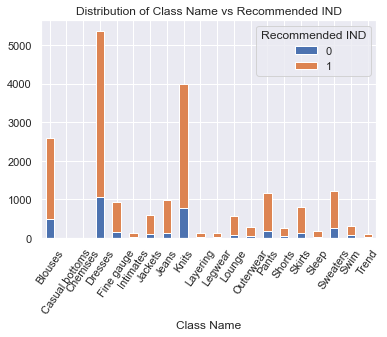 Distribution of Class Name vs Recommended IND
Recommended IND
0
1
5000
4000
3000
2000
1000
0
Blouses
Casual bottoms
Chemises
Dresses
Fine gauge
Intimates
Jackets
Jeans
Knits
Layering
Legwear
Lounge
Outerwear
Pants
Shorts
Skirts
Sleep
Sweaters
Swim
Trend
Class Name